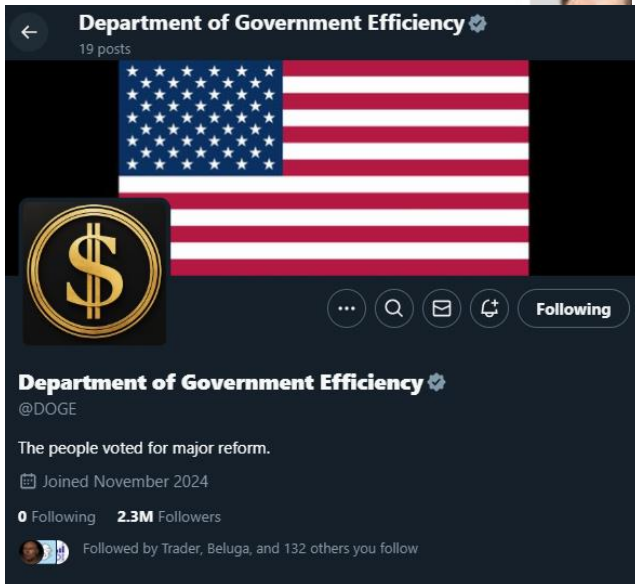 Department of Government Efficiency
19 posts
$
Following
Department of Government Efficiency
@DOGE
The people voted for major reform.
Joined November 2024
0 Following 2.3M Followers
Followed by Trader, Beluga, and 132 others you follow